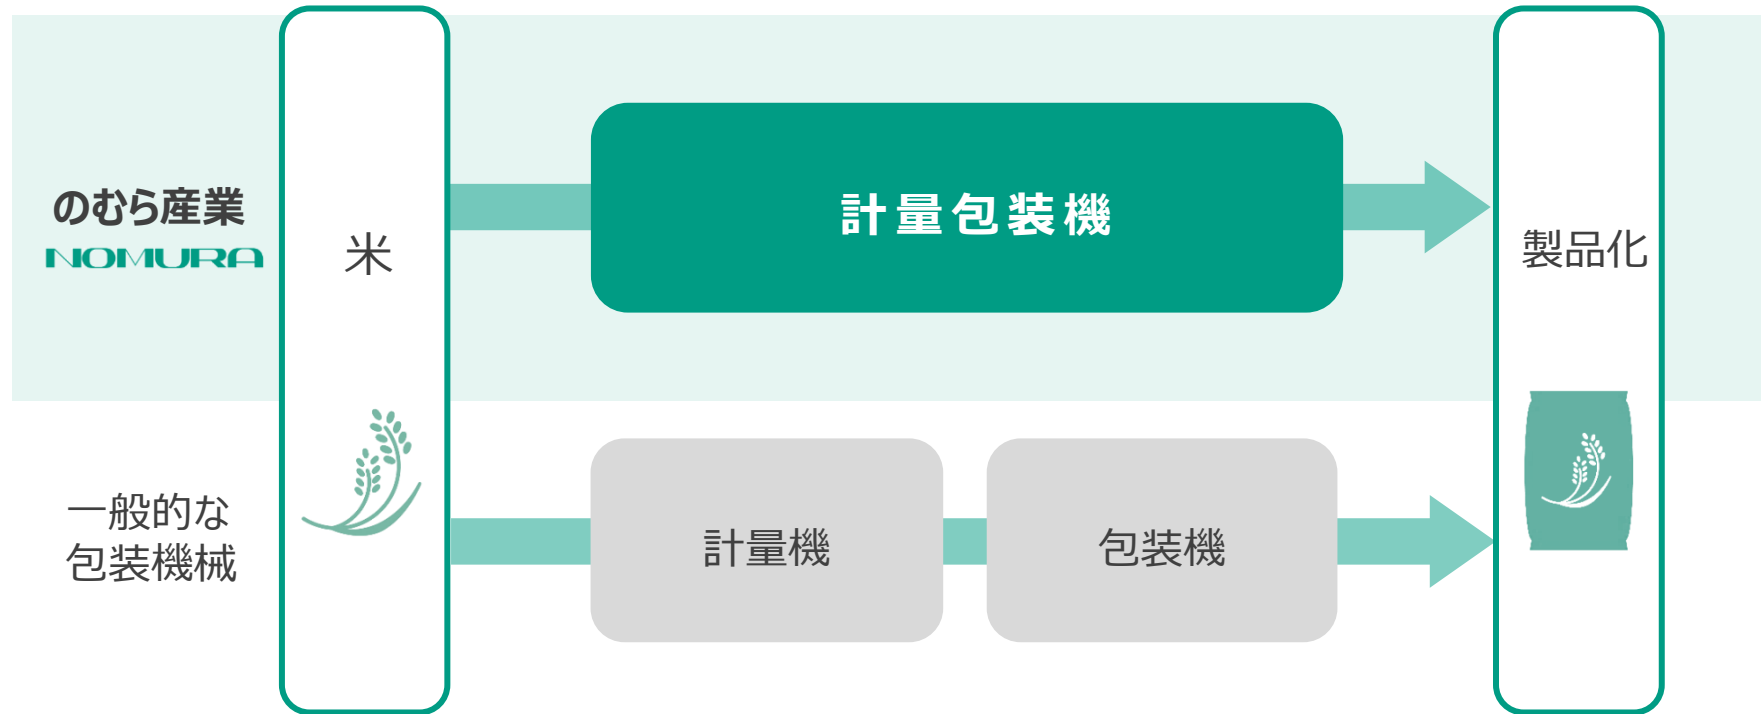 のむら産業
NOMURA
米
計量包装機
製品化
一般的な
包装機械
計量機
包装機